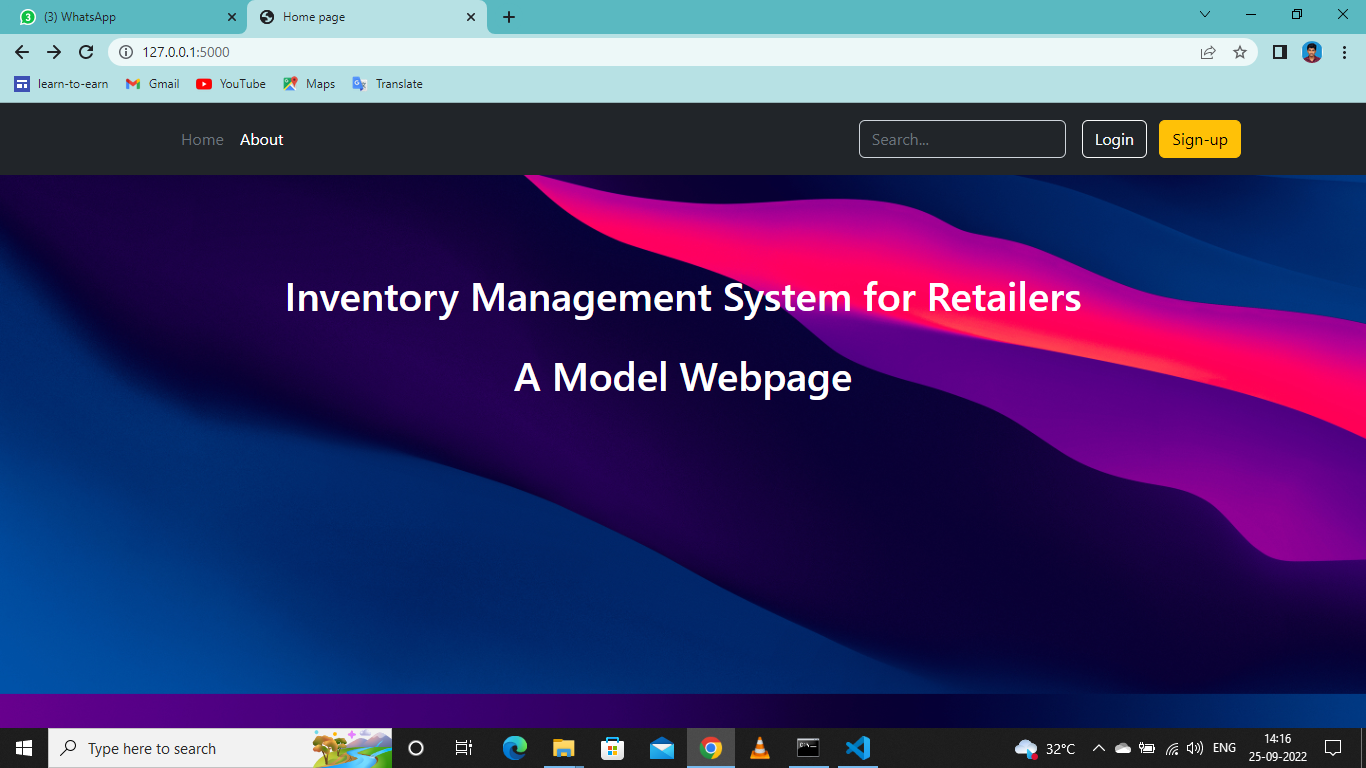 (3) WhatsApp
Home page
127.0.0.1:5000
learn-to-earn
Gmail
YouTube
Maps
Translate
Home
About
Search...
Login
Sign-up
Inventory Management System for Retailers
A Model Webpage
Type here to search
32°C
ENG
14:16
25-09-2022